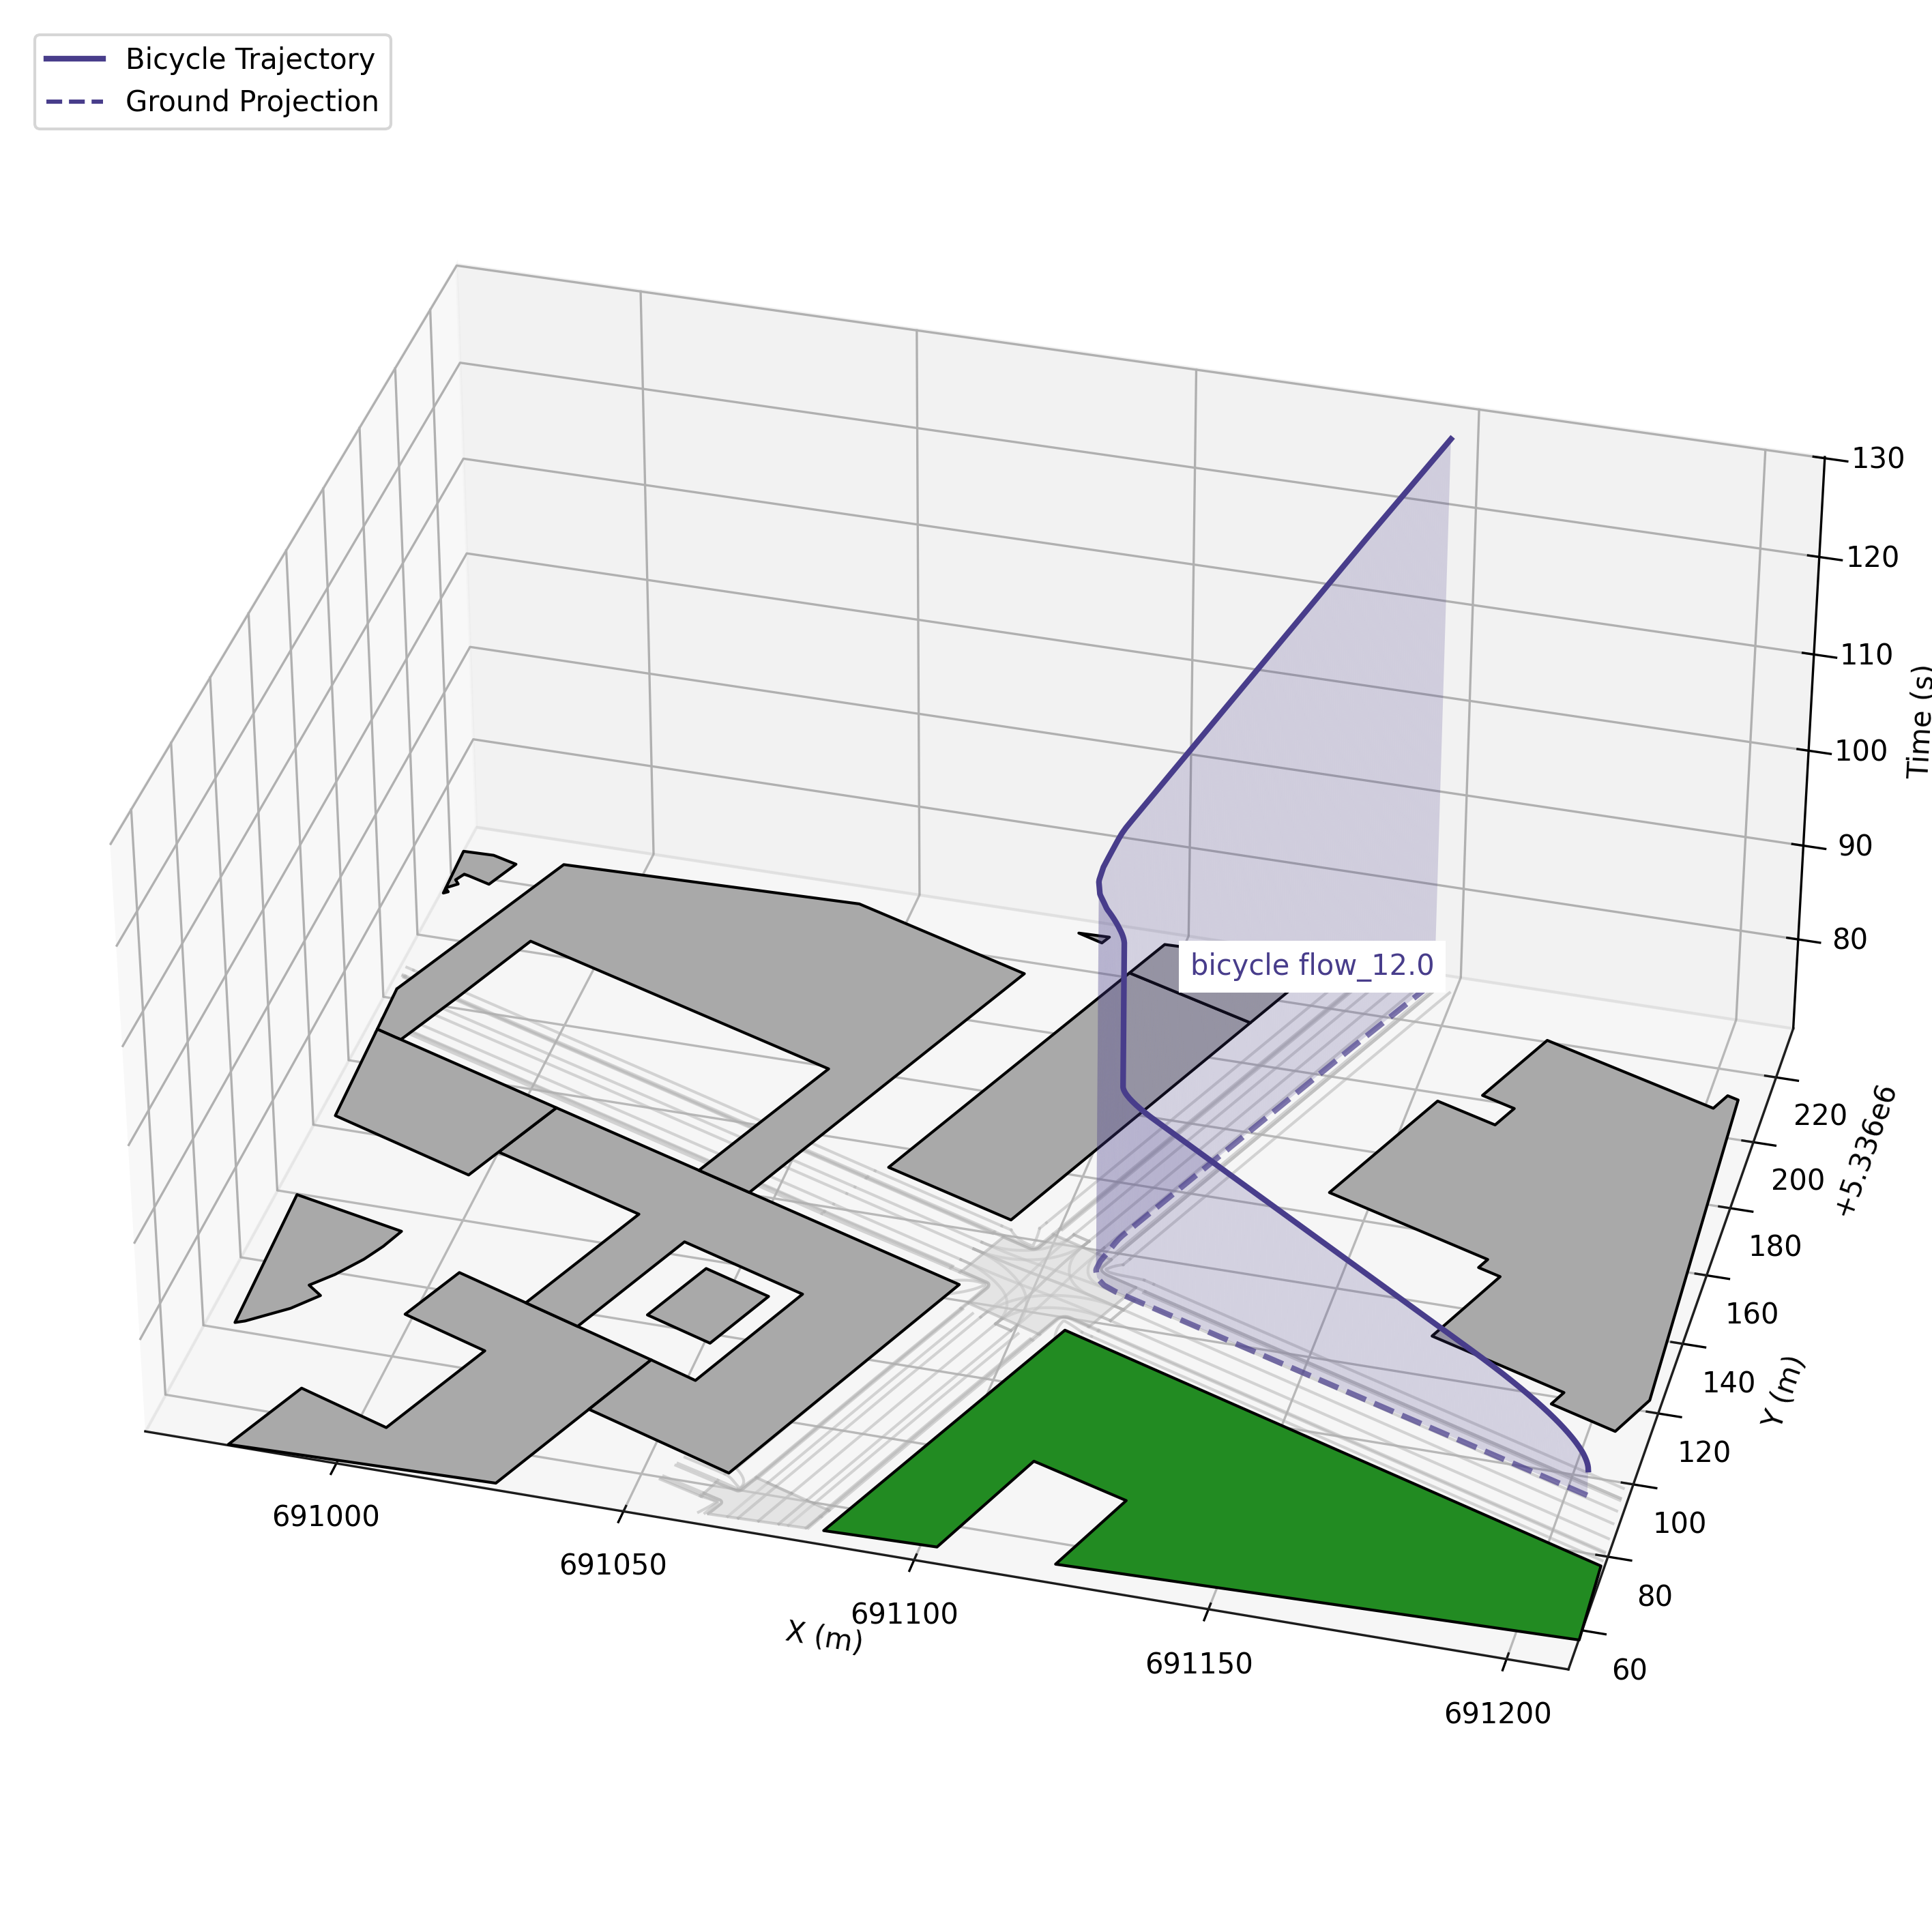 Bicycle Trajectory
Ground Projection
130
120
110
100
90
80
Time (s)
bicycle flow_12.0
220
200
180
160
140
120
100
80
60
+5.336e6
Y (m)
691000
691050
691100
691150
691200
X (m)